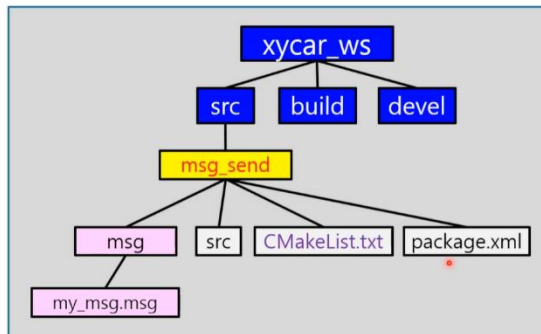 xycar_ws
src build devel
msg_send
msg src CMakeList.txt package.xml
my_msg.msg